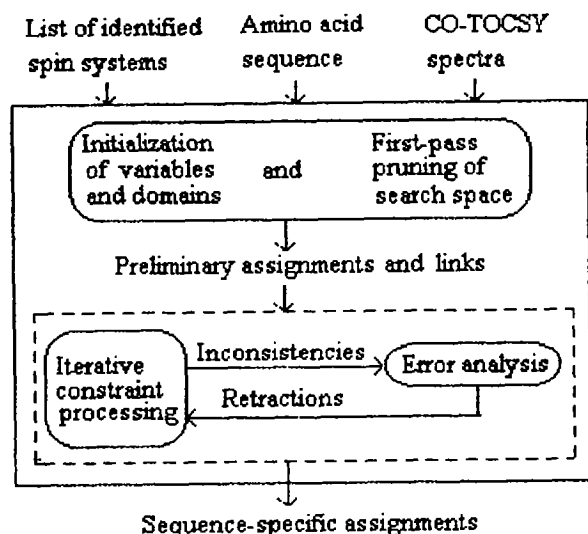 List of identified
spin systems
Amino acid
sequence
CO-TOCSY
spectra
Initialization
of variables
and domains
and
First-pass
pruning of
search space
Preliminary assignments and links
Iterative
constraint
processing
Inconsistencies
Error analysis
Retractions
Sequence-specific assignments